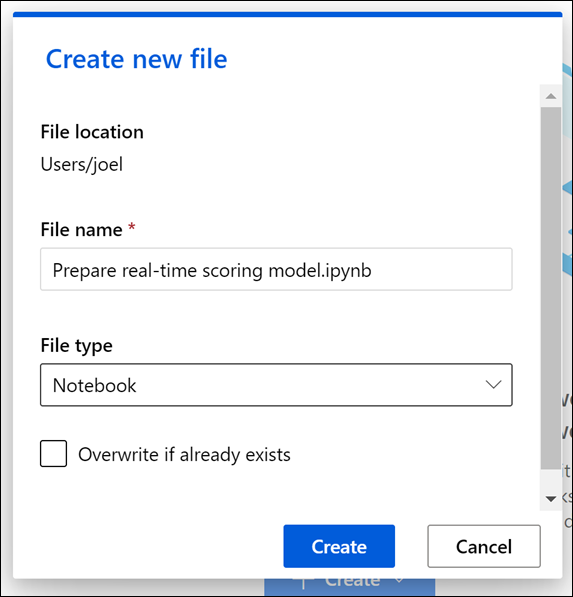 Create new file
File location
Users/joel
File name *
Prepare real-time scoring model.ipynb
File type
Notebook
Overwrite if already exists
Create
Cancel
Create